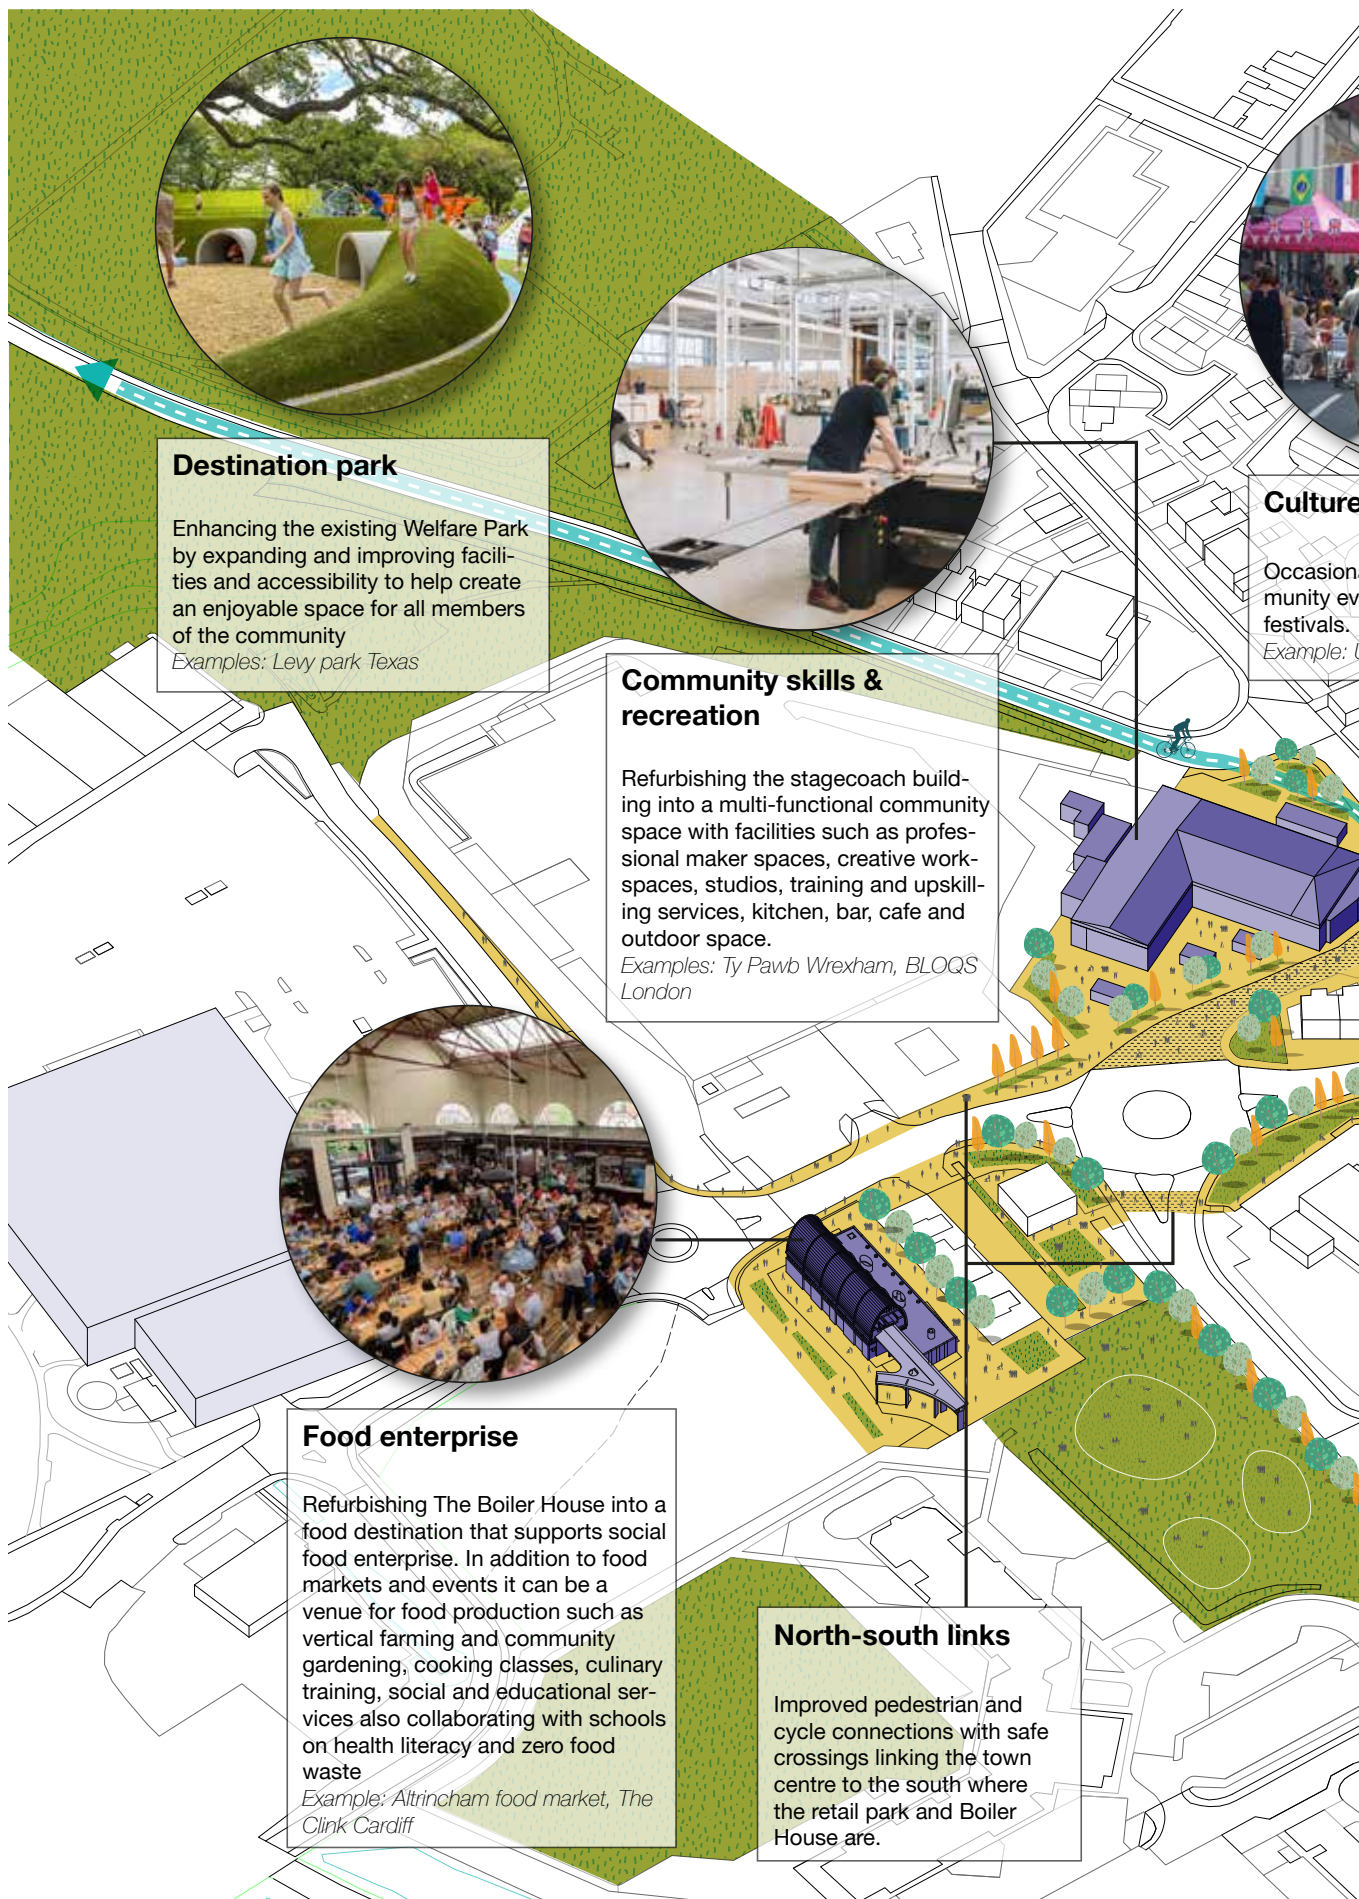 Destination park
Enhancing the existing Welfare Park
by expanding and improving facili-
ties and accessibility to help create
an enjoyable space for all members
of the community
Examples: Levy park Texas
Community skills &
recreation
Refurbishing the stagecoach build-
ing into a multi-functional community
space with facilities such as profes-
sional maker spaces, creative work-
spaces, studios, training and upskill-
ing services, kitchen, bar, cafe and
outdoor space.
Examples: Ty Pawb Wrexham, BLOQS
London
Culture
munity
festivals.
Example:
Food enterprise
Refurbishing The Boiler House into a
food destination that supports social
food enterprise. In addition to food
markets and events it can be a
venue for food production such as
vertical farming and community
gardening, cooking classes, culinary
training, social and educational ser-
vices also collaborating with schools
on health literacy and zero food
waste
Example: Altrincham food market, The
Clink Cardiff
North-south links
Improved pedestrian and
cycle connections with safe
crossings linking the town
centre to the south where
the retail park and Boiler
House are.